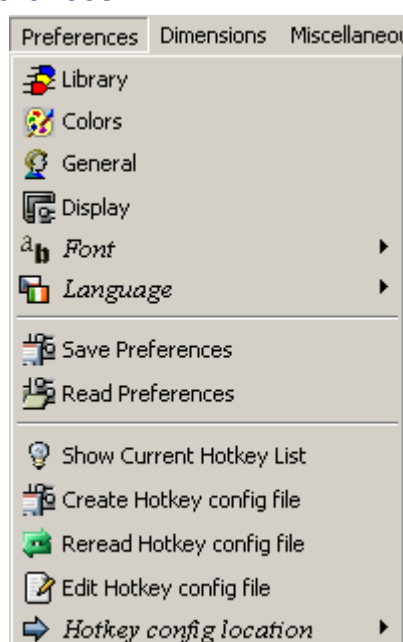 Preferences Dimensions
Library
Colors
General
Display
Font
Language
Save Preferences
Read Preferences
Show Current Hotkey List
Create Hotkey config file
Reread Hotkey config file
Edit Hotkey config file
Hotkey config location